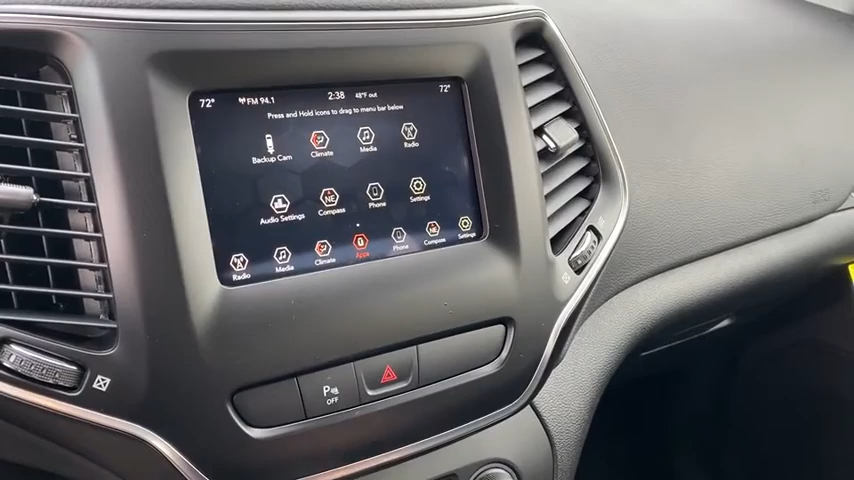 72° FM 94.1 2:38 48°F out 72°
Press and Hold icons to drag to menu bar below
Backup Cam Climate Media Radio
NE
Audio Settings Compass Phone Settings
NE
Radio Media Climate Apps Phone Compass Settings
P OFF